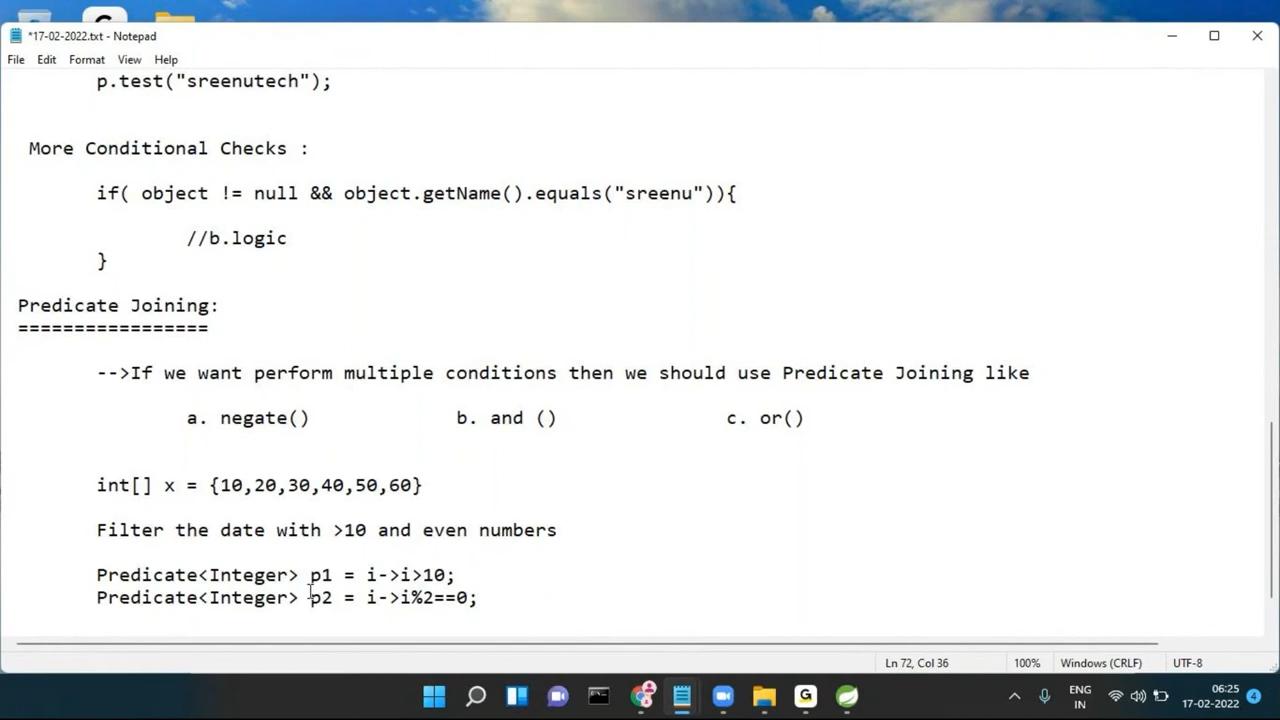 *17-02-2022.txt - Notepad
File Edit Format View Help
p.test("sreenutech");
More Conditional Checks :
if( object != null && object.getName().equals("sreenu")){
//b.logic
}
Predicate Joining:
=================
-->If we want perform multiple conditions then we should use Predicate Joining like
a. negate() b. and () c. or()
int[] x = {10,20,30,40,50,60}
Filter the date with >10 and even numbers
Predicate<Integer> p1 = i->i>10;
Predicate<Integer> p2 = i->i%2==0;
Ln 72, Col 36 100% Windows (CRLF) UTF-8
ENG 06:25
IN 17-02-2022 4